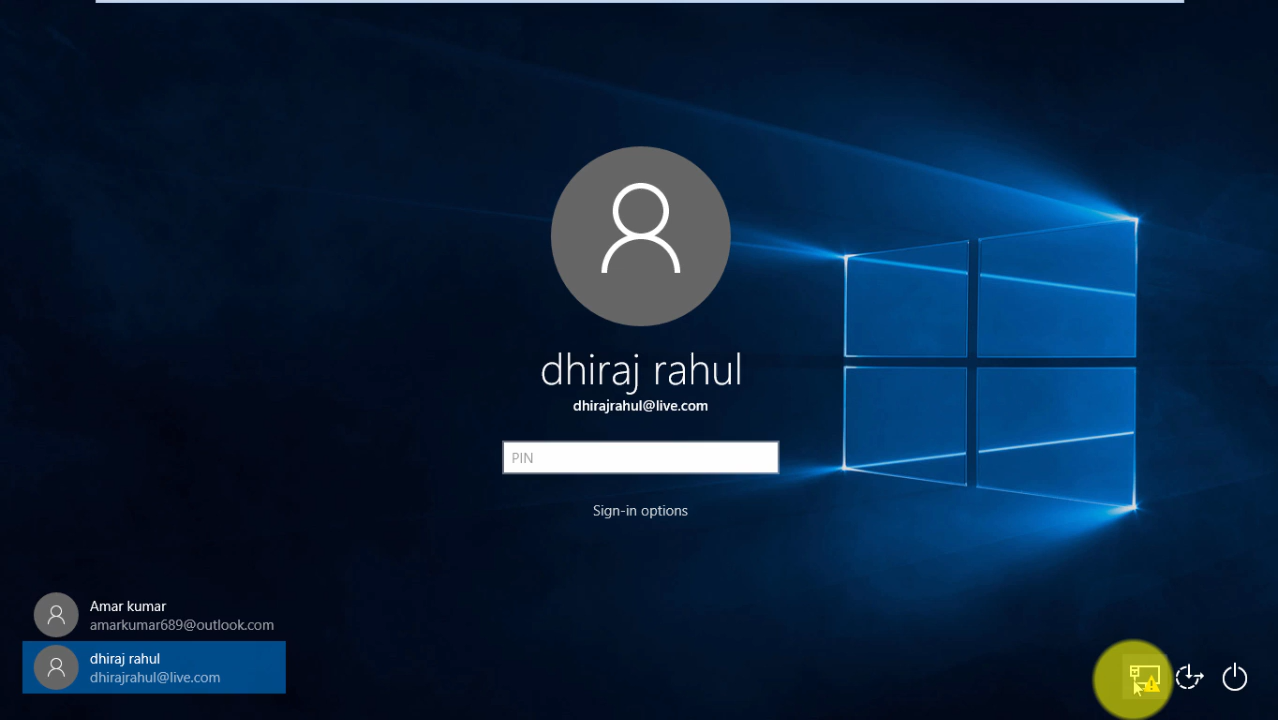 dhiraj rahul
dhirajrahul@live.com
PIN
Sign-in options
Amar kumar
amarkumar689@outlook.com
dhiraj rahul
dhirajrahul@live.com